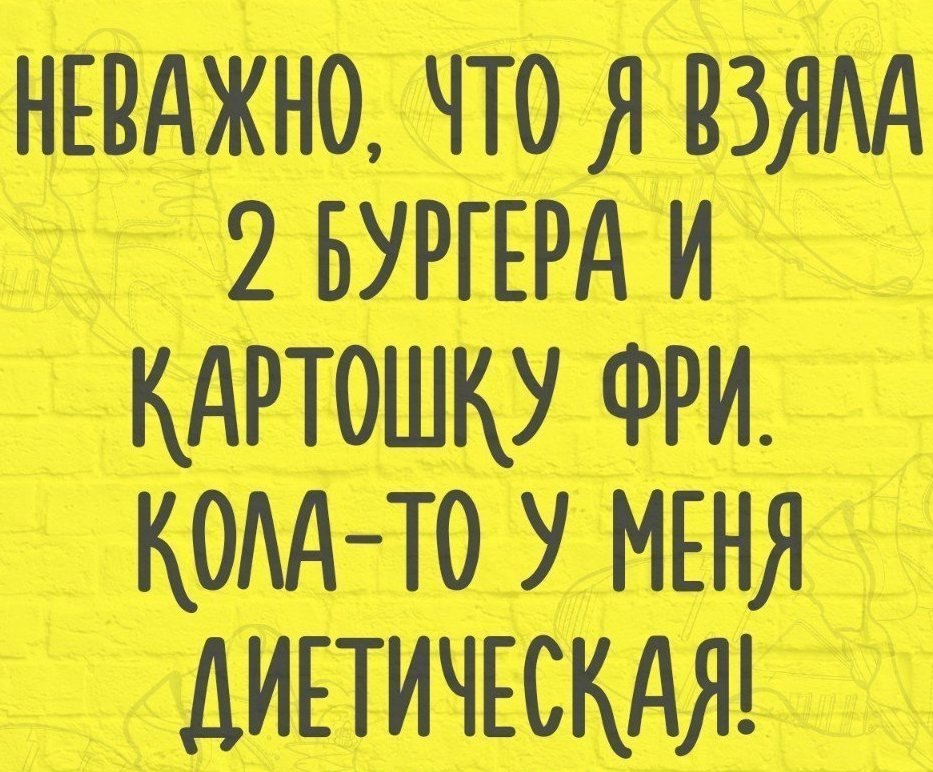 НЕВАЖНО, ЧТО Я ВЗЯЛА
2 БУРГЕРА И
КАРТОШКУ ФРИ.
КОЛА-ТО У МЕНЯ
ДИЕТИЧЕСКАЯ!